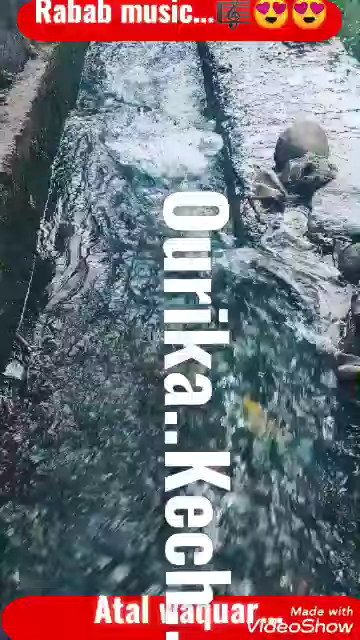 Rabab music...🎼😍😍
Ourika..Kech..
Atal waquar...
Made with
VideoShow